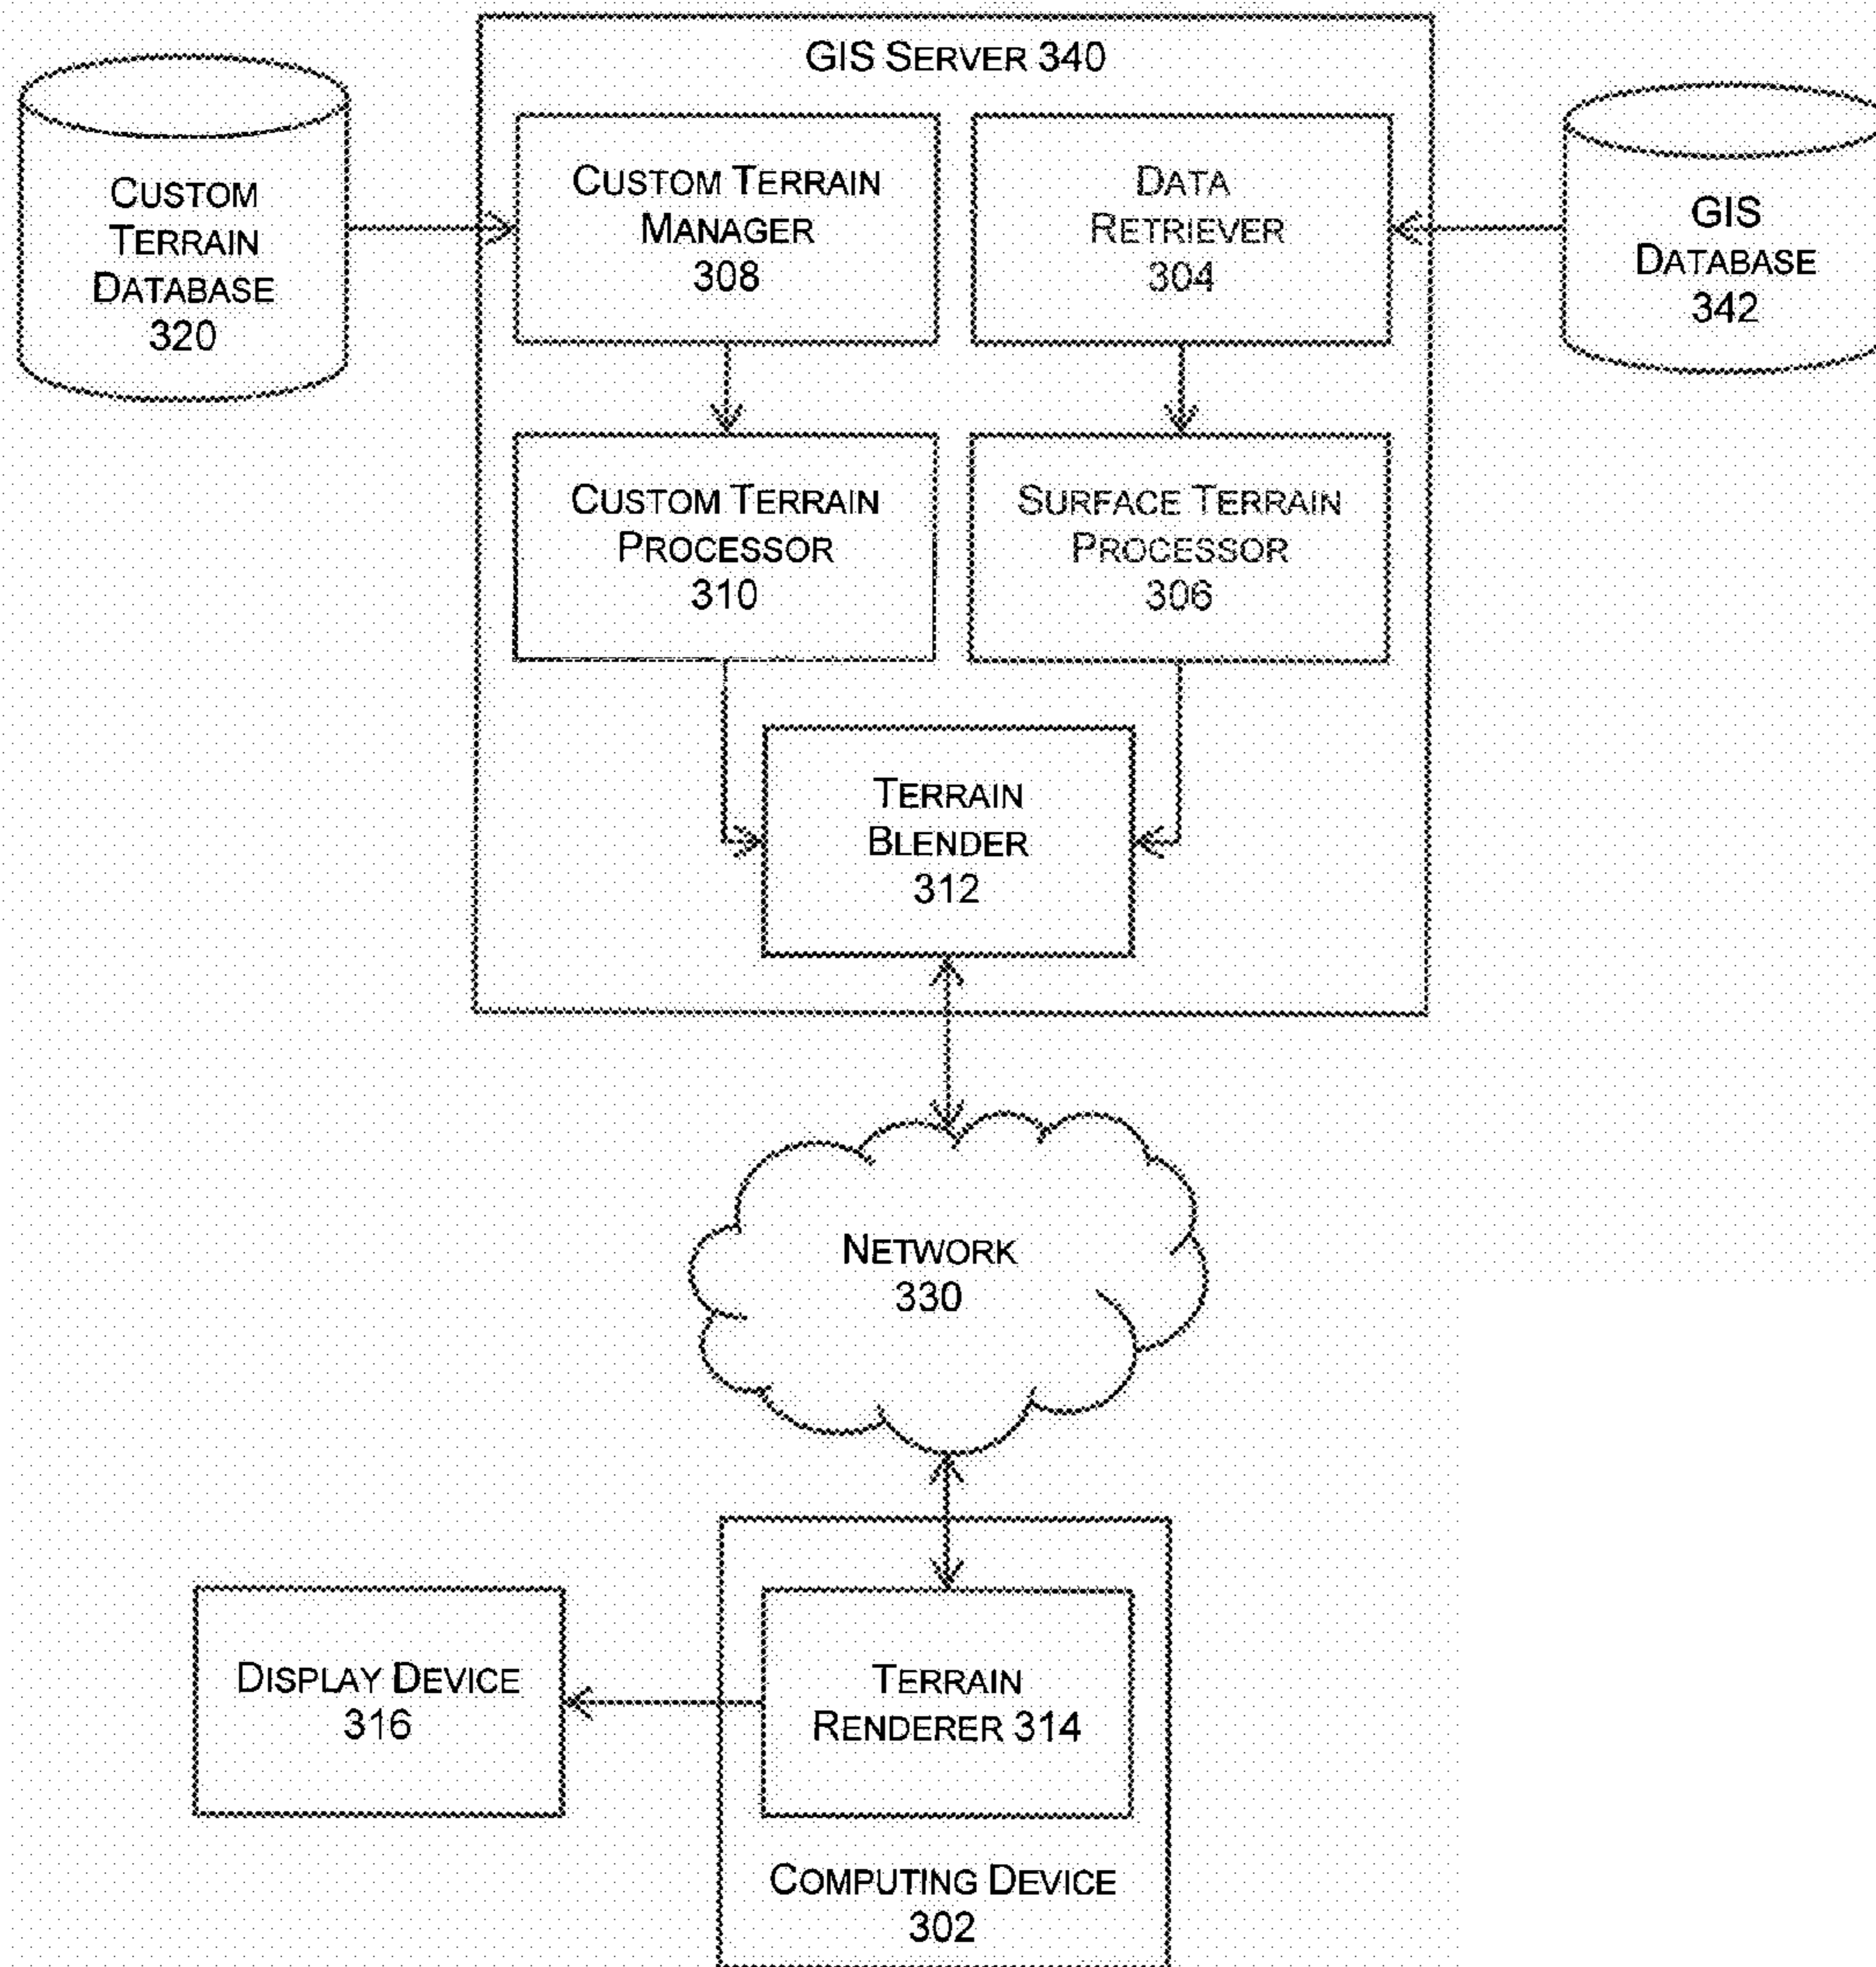 GIS SERVER 340
CUSTOM
TERRAIN
DATABASE
320
CUSTOM TERRAIN
MANAGER
308
DATA
RETRIEVER
304
GIS
DATABASE
342
CUSTOM TERRAIN
PROCESSOR
310
SURFACE TERRAIN
PROCESSOR
306
TERRAIN
BLENDER
312
NETWORK
330
DISPLAY DEVICE
316
TERRAIN
RENDERER 314
COMPUTING DEVICE
302